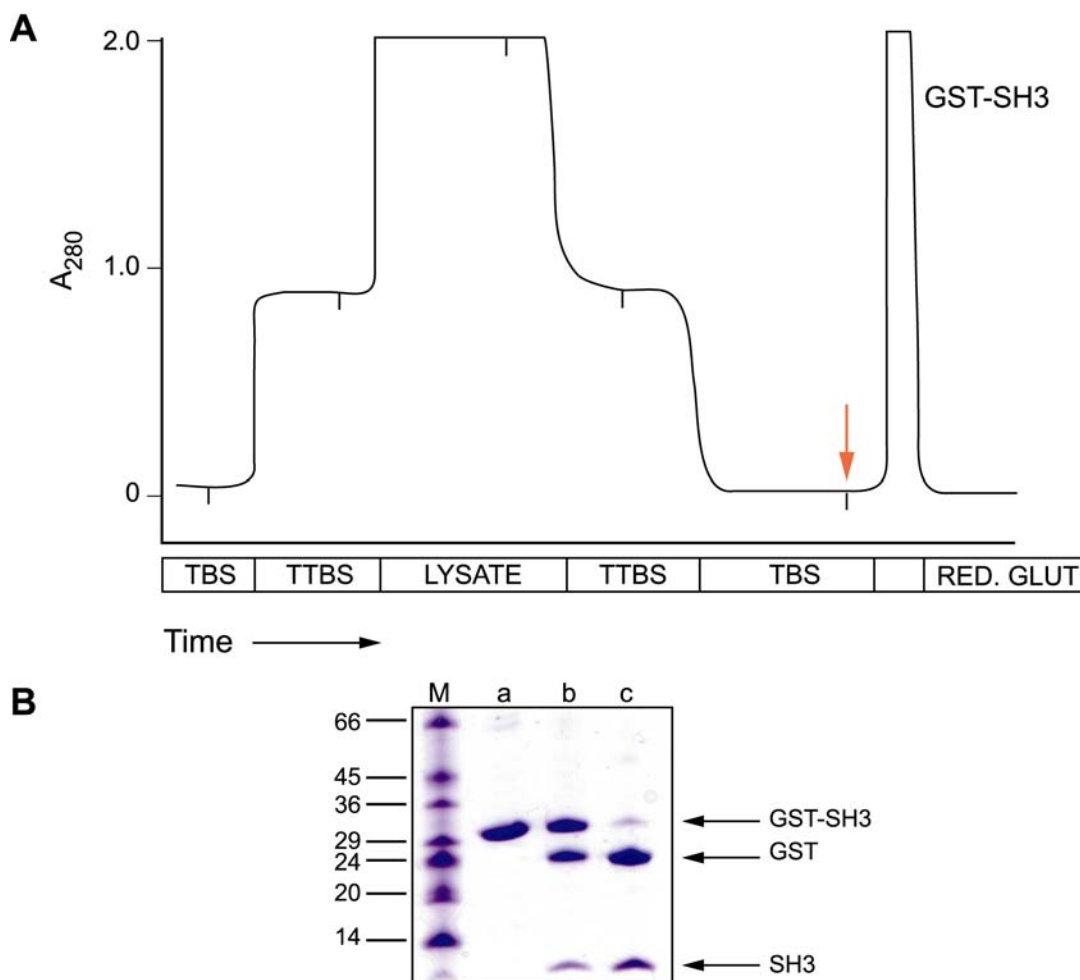 A
2.0
GST-SH3
A280
1.0
0
TBS TTBS LYSATE TTBS TBS RED. GLUT
Time
B
M a b c
66
45
36
GST-SH3
29
GST
24
20
14
SH3